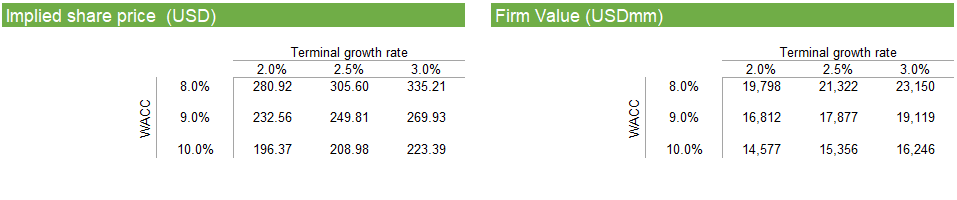 Implied share price  (USD) Firm Value (USDmm)
Terminal growth rate Terminal growth rate
2.0% 2.5% 3.0% 2.0% 2.5% 3.0%
8.0% 280.92 305.60 335.21 8.0% 19,798 21,322 23,150
WACC 9.0% 232.56 249.81 269.93 WACC 9.0% 16,812 17,877 19,119
10.0% 196.37 208.98 223.39 10.0% 14,577 15,356 16,246